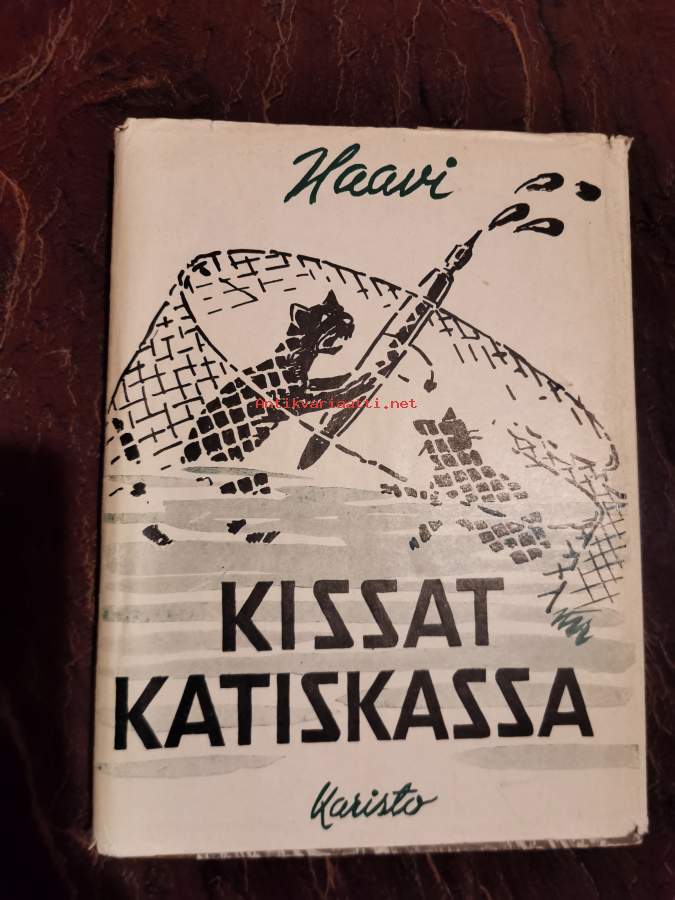 Haavi
Antikvariaatti.net
KISSAT
KATISKASSA
Karisto